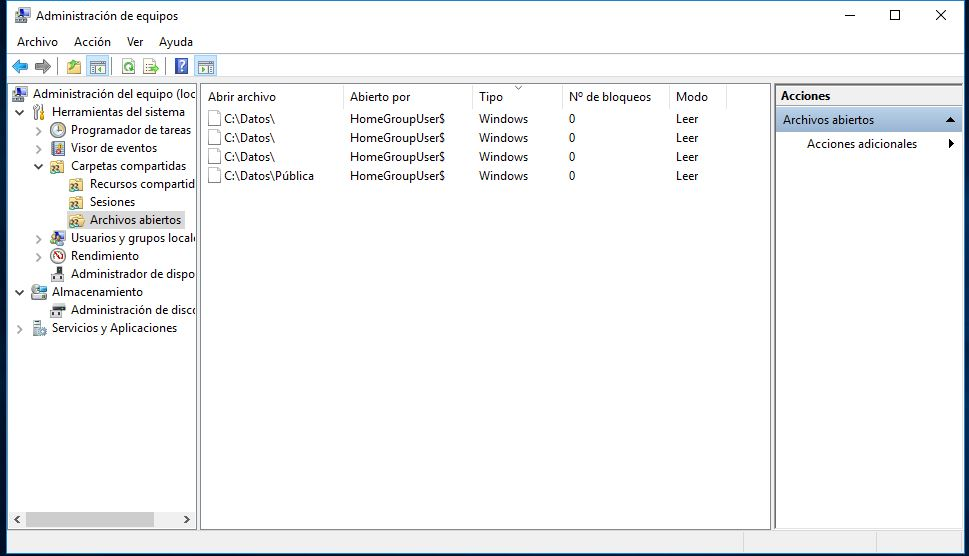 Administración de equipos
Archivo Acción Ver Ayuda
Administración del equipo (loc
Herramientas del sistema
Programador de tareas
Visor de eventos
Carpetas compartidas
Recursos compartid
Sesiones
Archivos abiertos
Usuarios y grupos locale
Rendimiento
Administrador de dispo
Almacenamiento
Administración de disco
Servicios y Aplicaciones
Abrir archivo Abierto por Tipo Nº de bloqueos Modo
C:\Datos\ HomeGroupUser$ Windows 0 Leer
C:\Datos\ HomeGroupUser$ Windows 0 Leer
C:\Datos\ HomeGroupUser$ Windows 0 Leer
C:\Datos\Pública HomeGroupUser$ Windows 0 Leer
Acciones
Archivos abiertos
Acciones adicionales